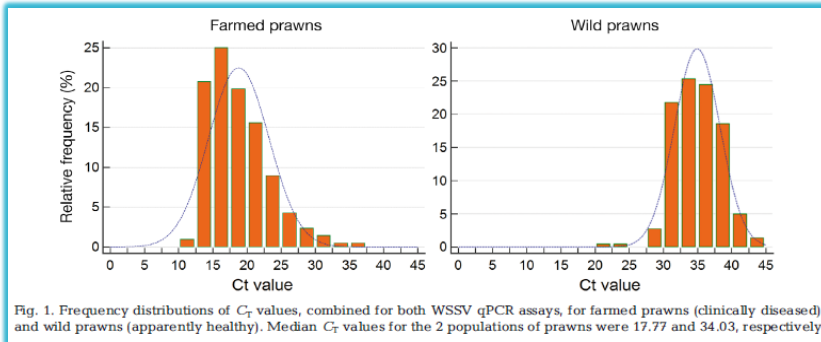 Farmed prawns
Wild prawns
Relative frequency (%)
25
20
15
10
5
0
0 5 10 15 20 25 30 35 40 45
Ct value
30
25
20
15
10
5
0
0 5 10 15 20 25 30 35 40 45
Ct value
Fig. 1. Frequency distributions of CT values, combined for both WSSV qPCR assays, for farmed prawns (clinically diseased)
and wild prawns (apparently healthy). Median CT values for the 2 populations of prawns were 17.77 and 34.03, respectively